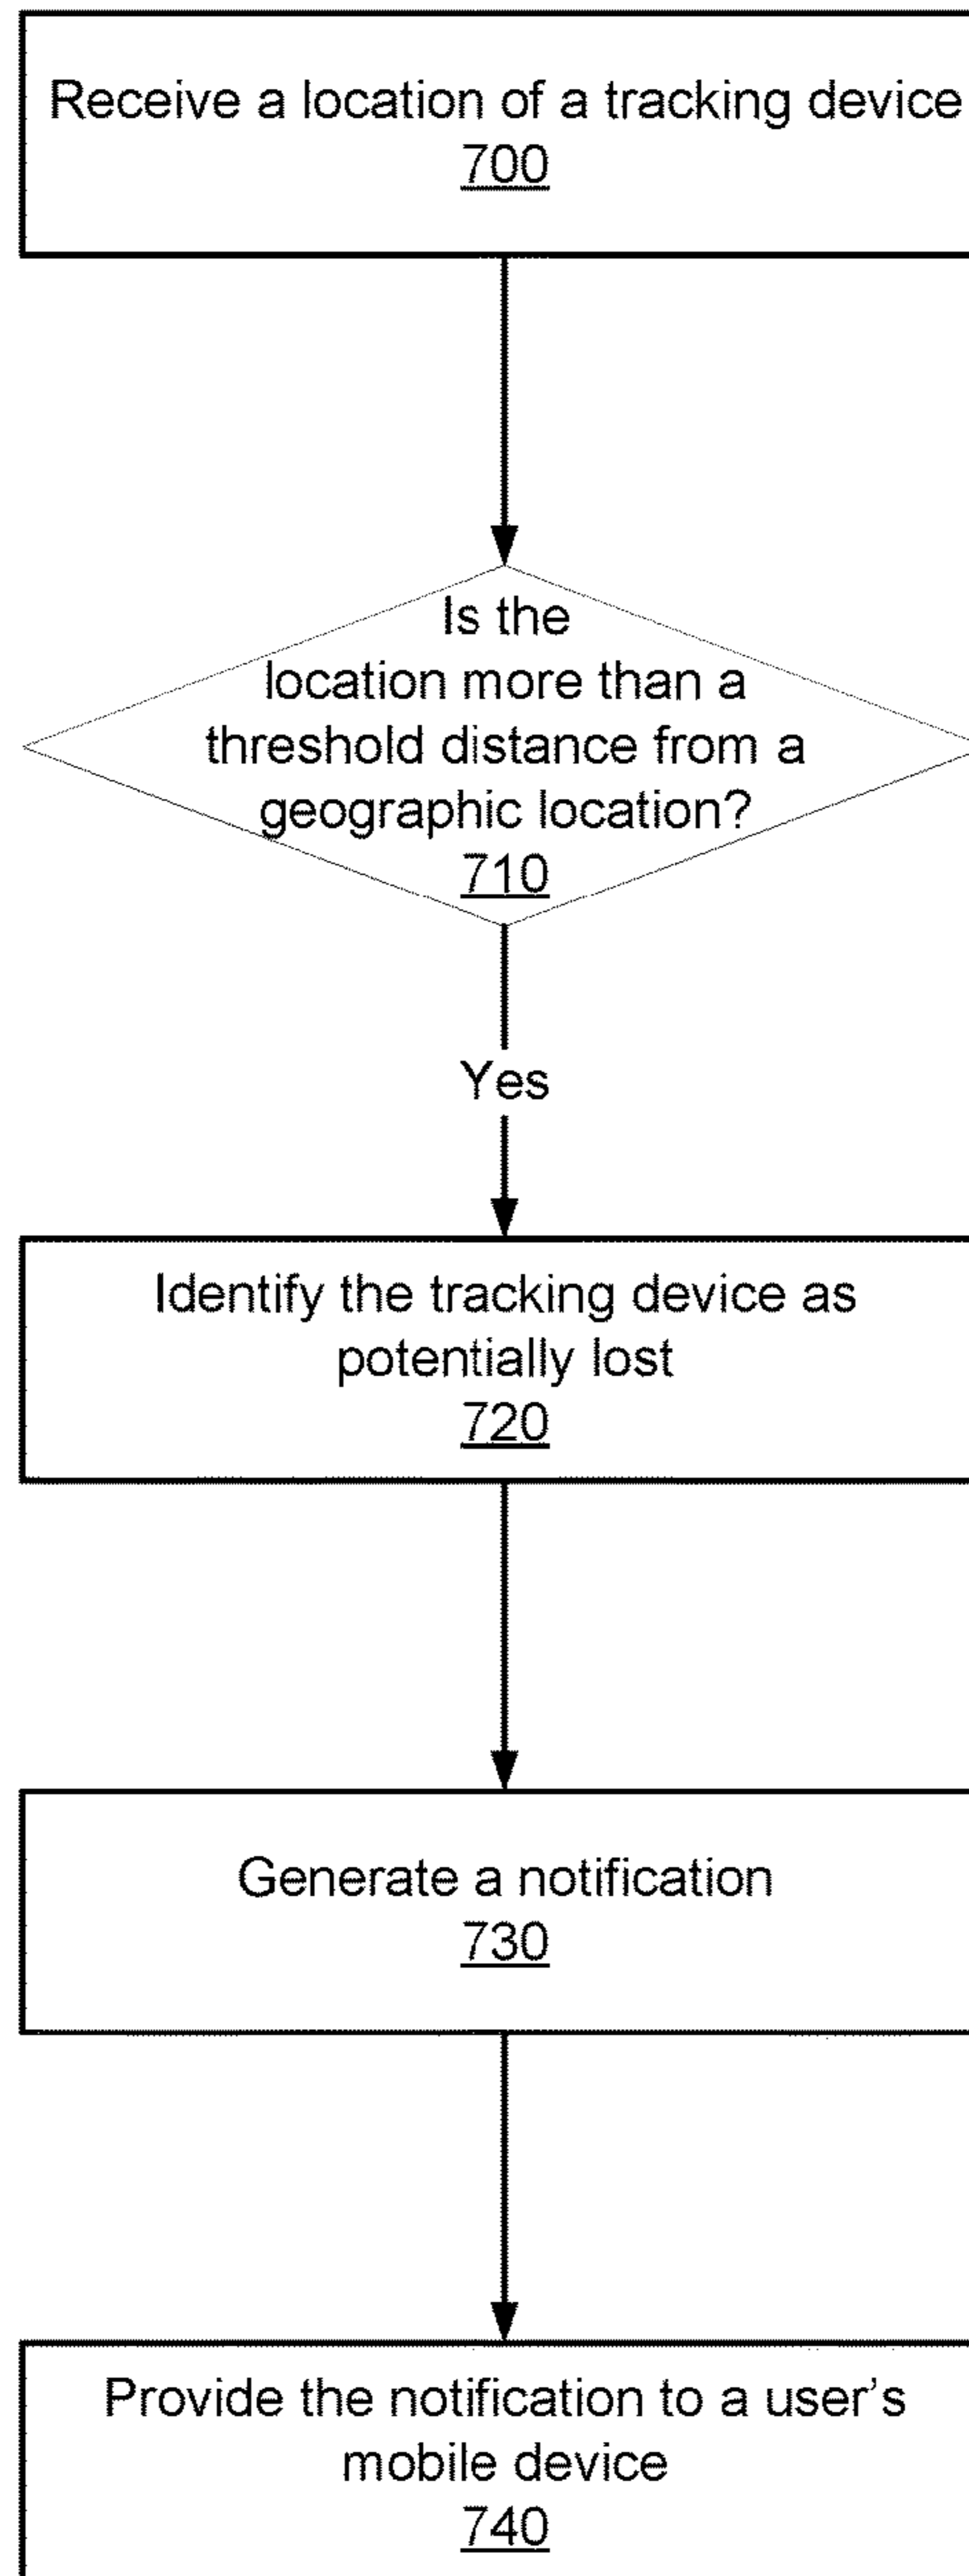 Receive a location of a tracking device
700
Is the
location more than a
threshold distance from a
geographic location?
710
Yes
Identify the tracking device as
potentially lost
720
Generate a notification
730
Provide the notification to a user's
mobile device
740